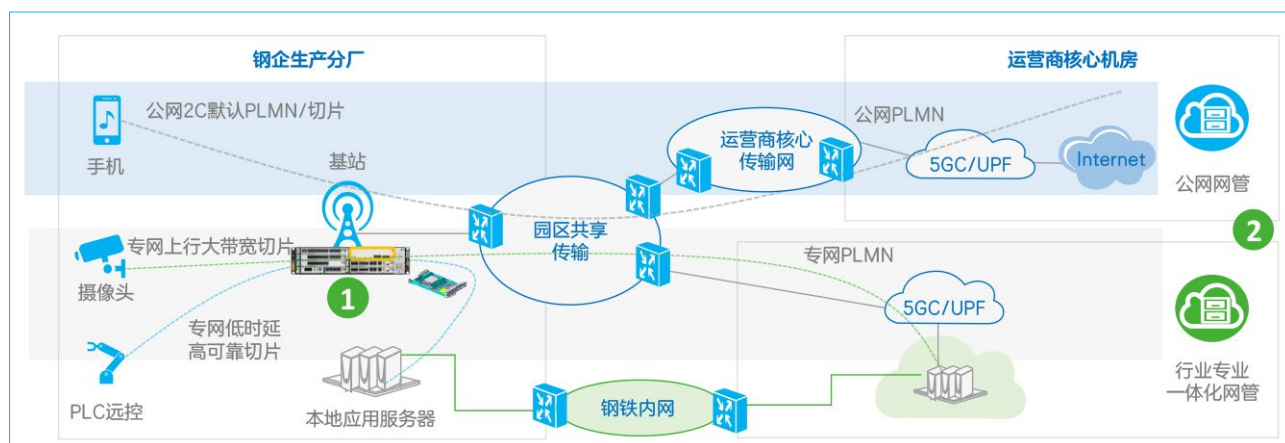 钢企生产分厂
运营商核心机房
公网2C默认PLMN/切片
公网PLMN
手机
基站
运营商核心
传输网
5GC/UPF
Internet
公网网管
园区共享
传输
2
专网上行大带宽切片
专网PLMN
摄像头
1
5GC/UPF
专网低时延
高可靠切片
PLC远控
本地应用服务器
钢铁内网
行业专业
一体化网管